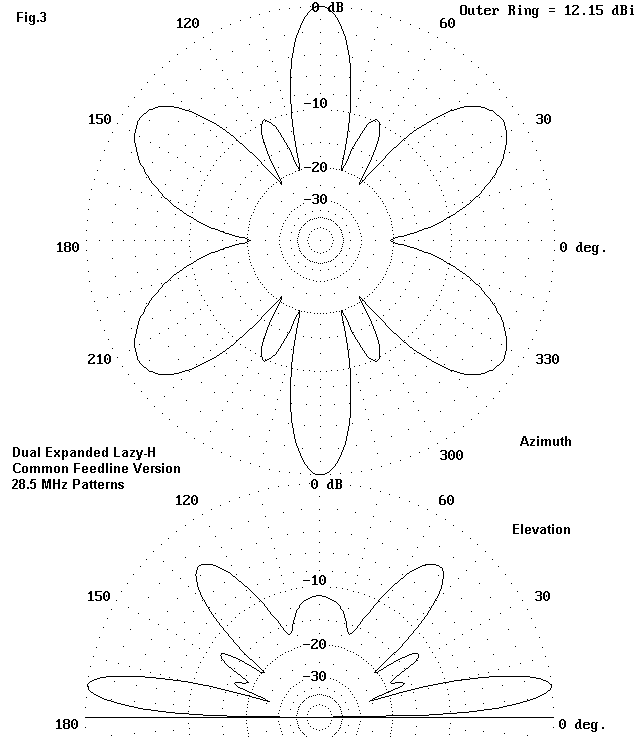 Fig.3
0 dB
Outer Ring = 12.15 dBi
120
60
-10
150
30
-20
-30
180
0 deg.
210
330
Azimuth
300
Dual Expanded Lazy-H
Common Feedline Version
28.5 MHz Patterns
0 dB
120
60
Elevation
-10
150
30
-20
-30
180
0 deg.